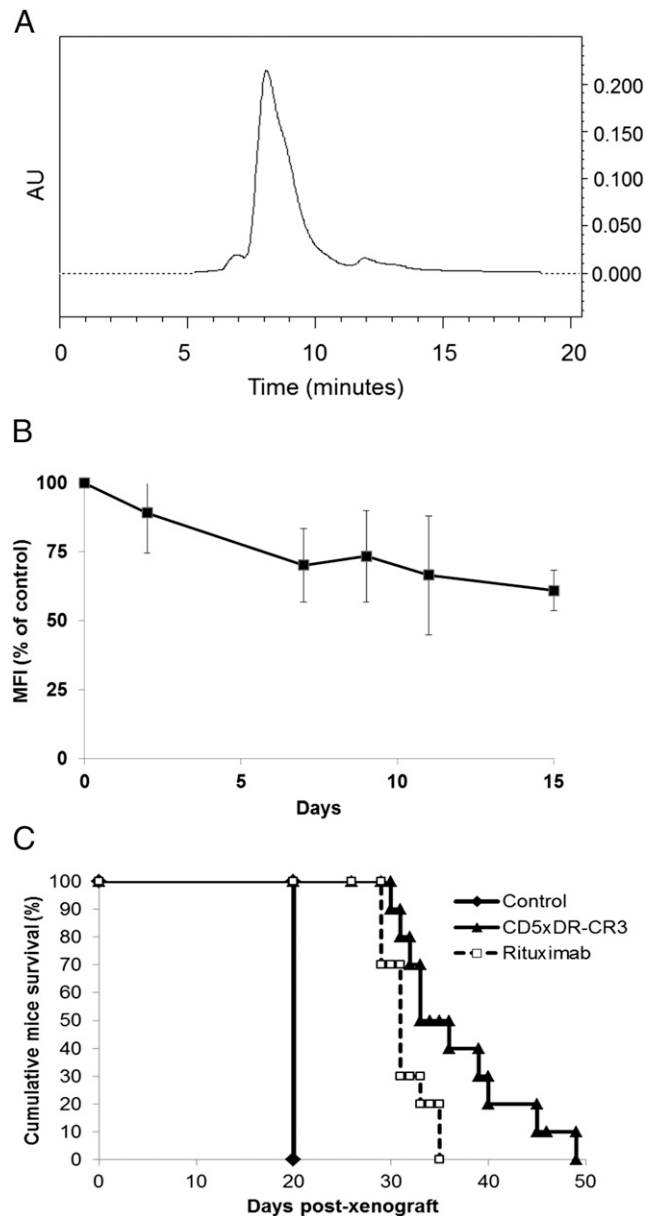 A
AU
0.200
0.150
0.100
0.050
0.000
0 5 10 15 20
Time (minutes)
B
MFI (% of control)
100
75
50
25
0
0 5 10 15
Days
C
Cumulative mice survival (%)
100
90
80
70
60
50
40
30
20
10
0
Control
CD5xDR-CR3
Rituximab
0 10 20 30 40 50
Days post-xenograft